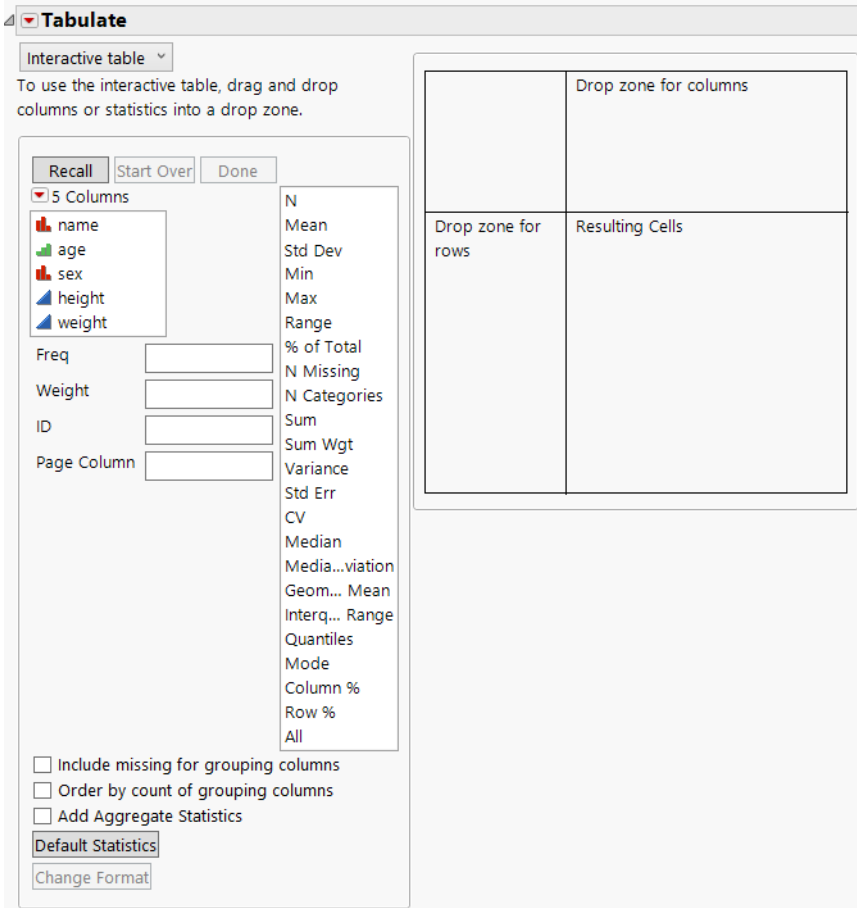 Tabulate
Interactive table
To use the interactive table, drag and drop
columns or statistics into a drop zone.
Recall
Start Over
Done
5 Columns
name
age
sex
height
weight
Freq
Weight
ID
Page Column
N
Mean
Std Dev
Min
Max
Range
% of Total
N Missing
N Categories
Sum
Sum Wgt
Variance
Std Err
CV
Median
Media...viation
Geom... Mean
Interq... Range
Quantiles
Mode
Column %
Row %
All
Include missing for grouping columns
Order by count of grouping columns
Add Aggregate Statistics
Default Statistics
Change Format
Drop zone for columns
Drop zone for
rows
Resulting Cells